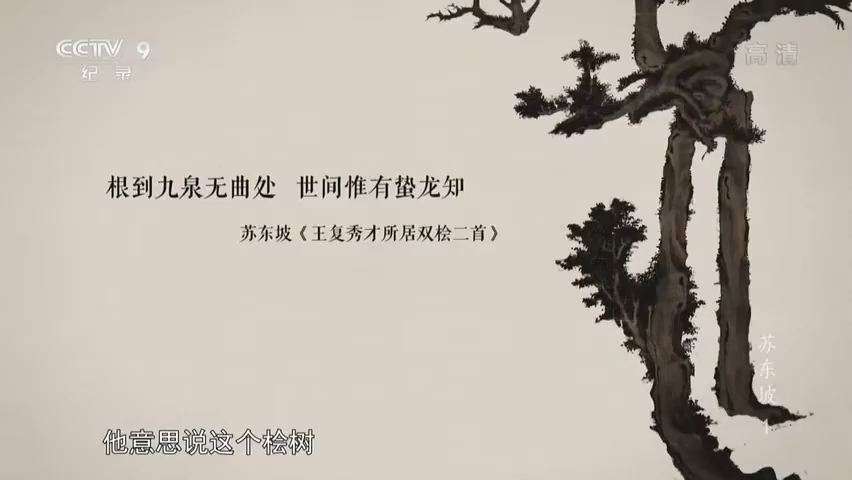 CCTV 9
纪录
高清
根到九泉无曲处 世间惟有蛰龙知
苏东坡《王复秀才所居双桧二首》
苏东坡
他意思说这个桧树